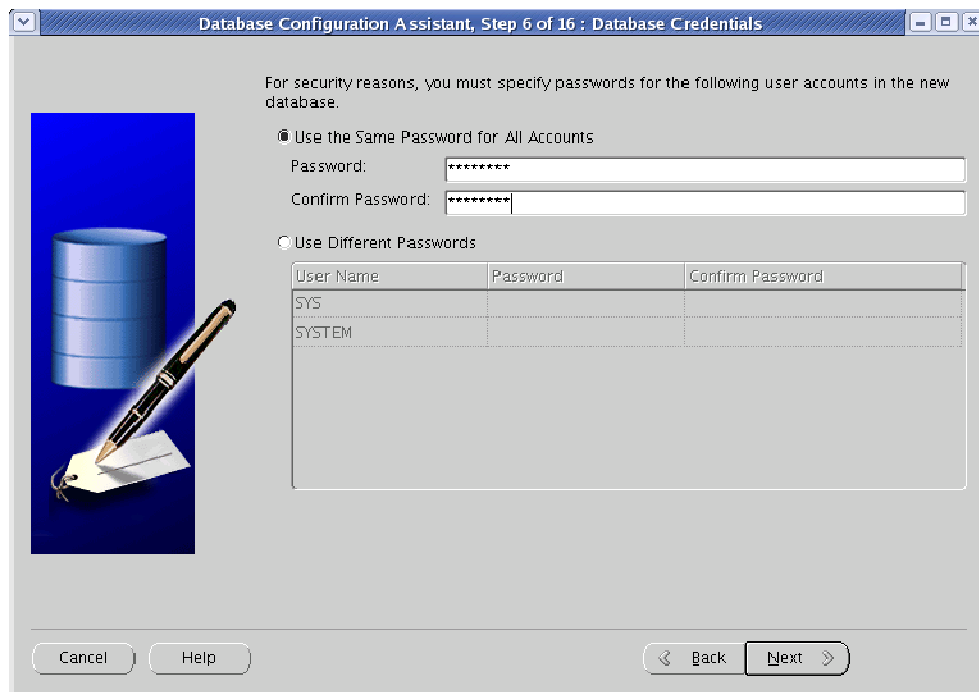 Database Configuration Assistant, Step 6 of 16 : Database Credentials
For security reasons, you must specify passwords for the following user accounts in the new
database.
Use the Same Password for All Accounts
Password: ********
Confirm Password: ********
Use Different Passwords
User Name Password Confirm Password
SYS
SYSTEM
Cancel Help Back Next